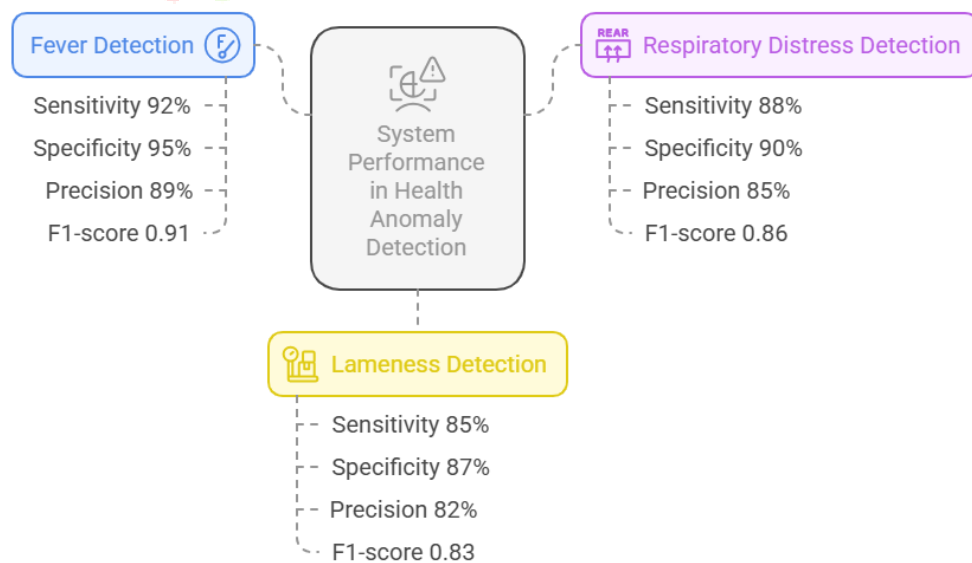 Fever Detection
F
Sensitivity 92%
Specificity 95%
Precision 89%
F1-score 0.91
System
Performance
in Health
Anomaly
Detection
REAR
Respiratory Distress Detection
Sensitivity 88%
Specificity 90%
Precision 85%
F1-score 0.86
Lameness Detection
Sensitivity 85%
Specificity 87%
Precision 82%
F1-score 0.83